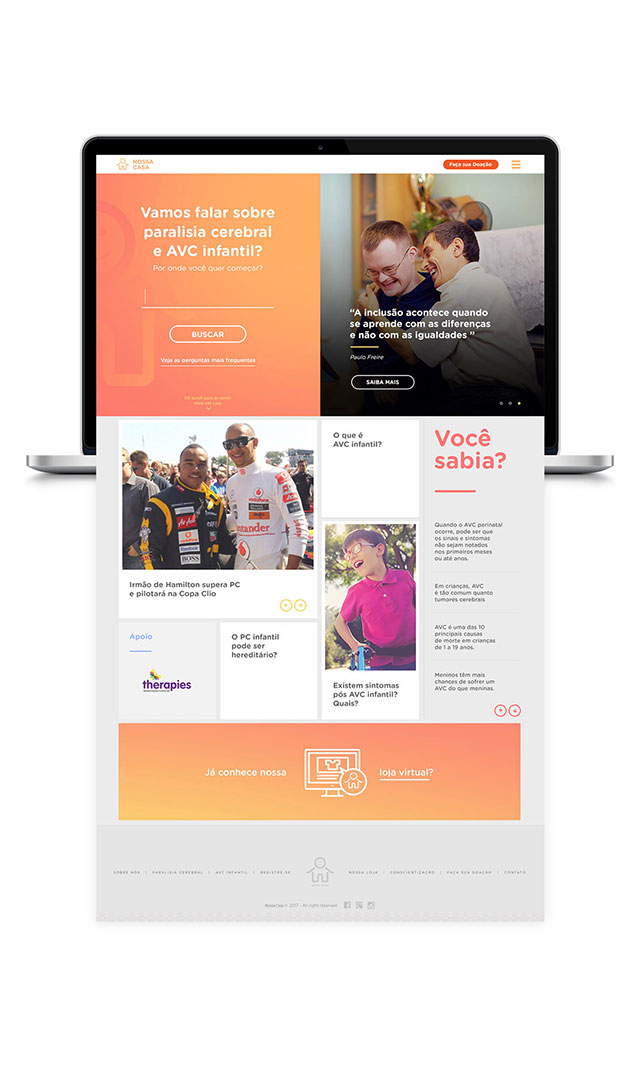 NOSSA
CASA
Faça sua Doação
Vamos falar sobre
paralisia cerebral
e AVC infantil?
Por onde você quer começar?
BUSCAR
Veja as perguntas mais frequentes
“A inclusão acontece quando
se aprende com as diferenças
e não com as igualdades ”
Paulo Freire
SAIBA MAIS
Irmão de Hamilton supera PC
e pilotará na Copa Clio
O que é
AVC infantil?
Apoio
therapies
O PC infantil
pode ser
hereditário?
Existem sintomas
pós AVC infantil?
Quais?
Você
sabia?
Quando o AVC perinatal
ocorre, pode ser que
os sinais e sintomas
não sejam notados
nos primeiros meses
ou até anos.
Em crianças, AVC
é tão comum quanto
tumores cerebrais
AVC é uma das 10
principais causas
de morte em crianças
de 1 a 19 anos.
Meninos têm mais
chances de sofrer um
AVC do que meninas.
Já conhece nossa loja virtual?
SOBRE NÓS | PARALISIA CEREBRAL | AVC INFANTIL | REGISTRE-SE
NOSSA LOJA | CONSCIENTIZAÇÃO | FAÇA SUA DOAÇÃO | CONTATO
2017 - All right reserved
vodafone
Santander
AirAsia
Reebok
BOSS